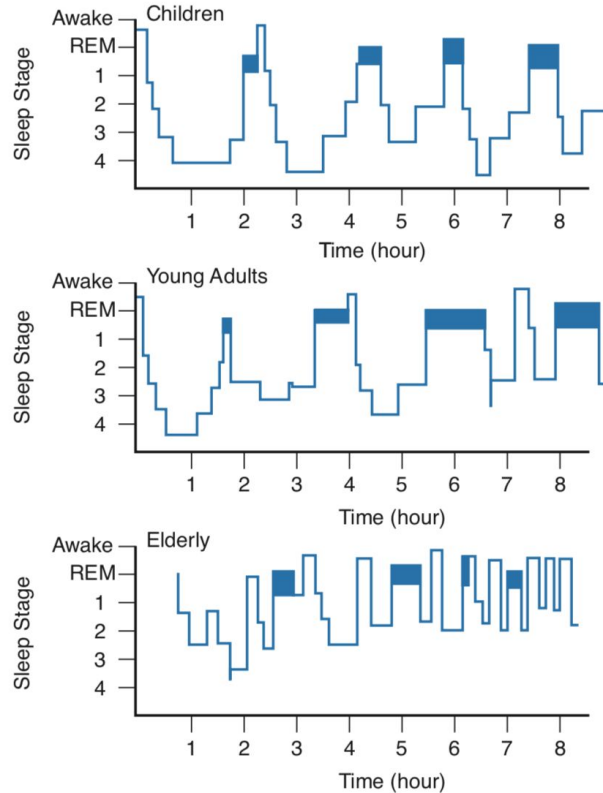 Children
Awake
REM
1
2
3
4
Sleep Stage
1 2 3 4 5 6 7 8
Time (hour)
Young Adults
Awake
REM
1
2
3
4
Sleep Stage
1 2 3 4 5 6 7 8
Time (hour)
Elderly
Awake
REM
1
2
3
4
Sleep Stage
1 2 3 4 5 6 7 8
Time (hour)